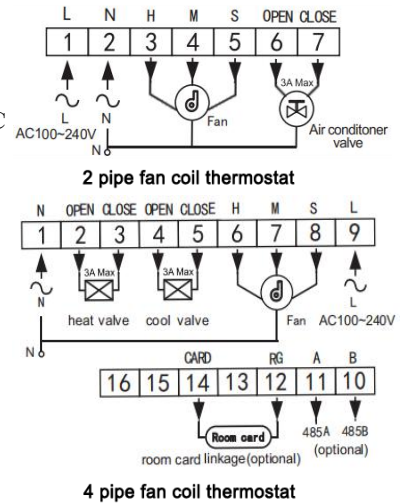 L N H M S OPEN CLOSE
1 2 3 4 5 6 7
3A Max
C
L N Fan Air conditoner
AC100~240V valve
N
2 pipe fan coil thermostat
N OPEN CLOSE OPEN CLOSE H M S L
1 2 3 4 5 6 7 8 9
3A Max 3A Max
N L
heat valve cool valve Fan AC100~240V
N
CARD RG A B
16 15 14 13 12 11 10
Room card 485A 485B
room card linkage(optional) (optional)
4 pipe fan coil thermostat